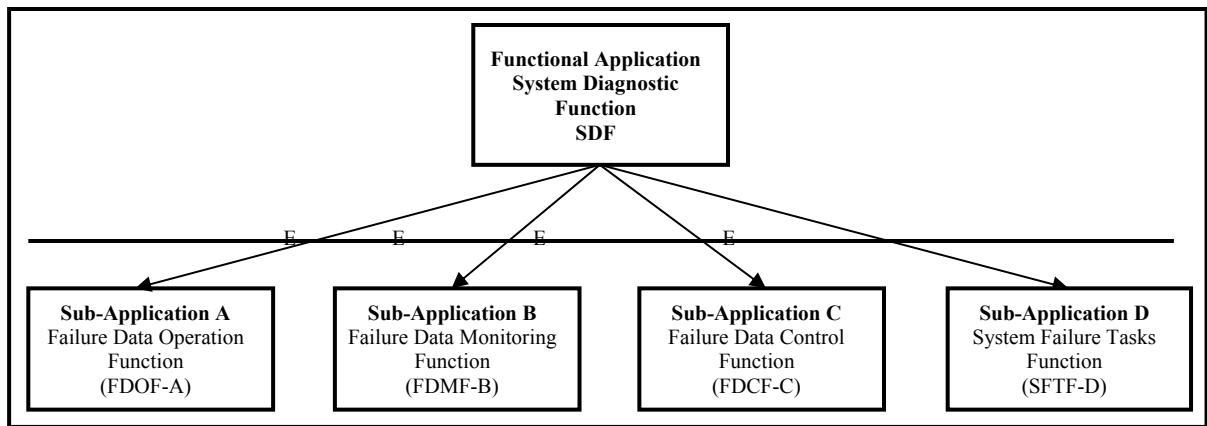 Functional Application
System Diagnostic
Function
SDF
E E E E
Sub-Application A
Failure Data Operation
Function
(FDOF-A)
Sub-Application B
Failure Data Monitoring
Function
(FDMF-B)
Sub-Application C
Failure Data Control
Function
(FDCF-C)
Sub-Application D
System Failure Tasks
Function
(SFTF-D)